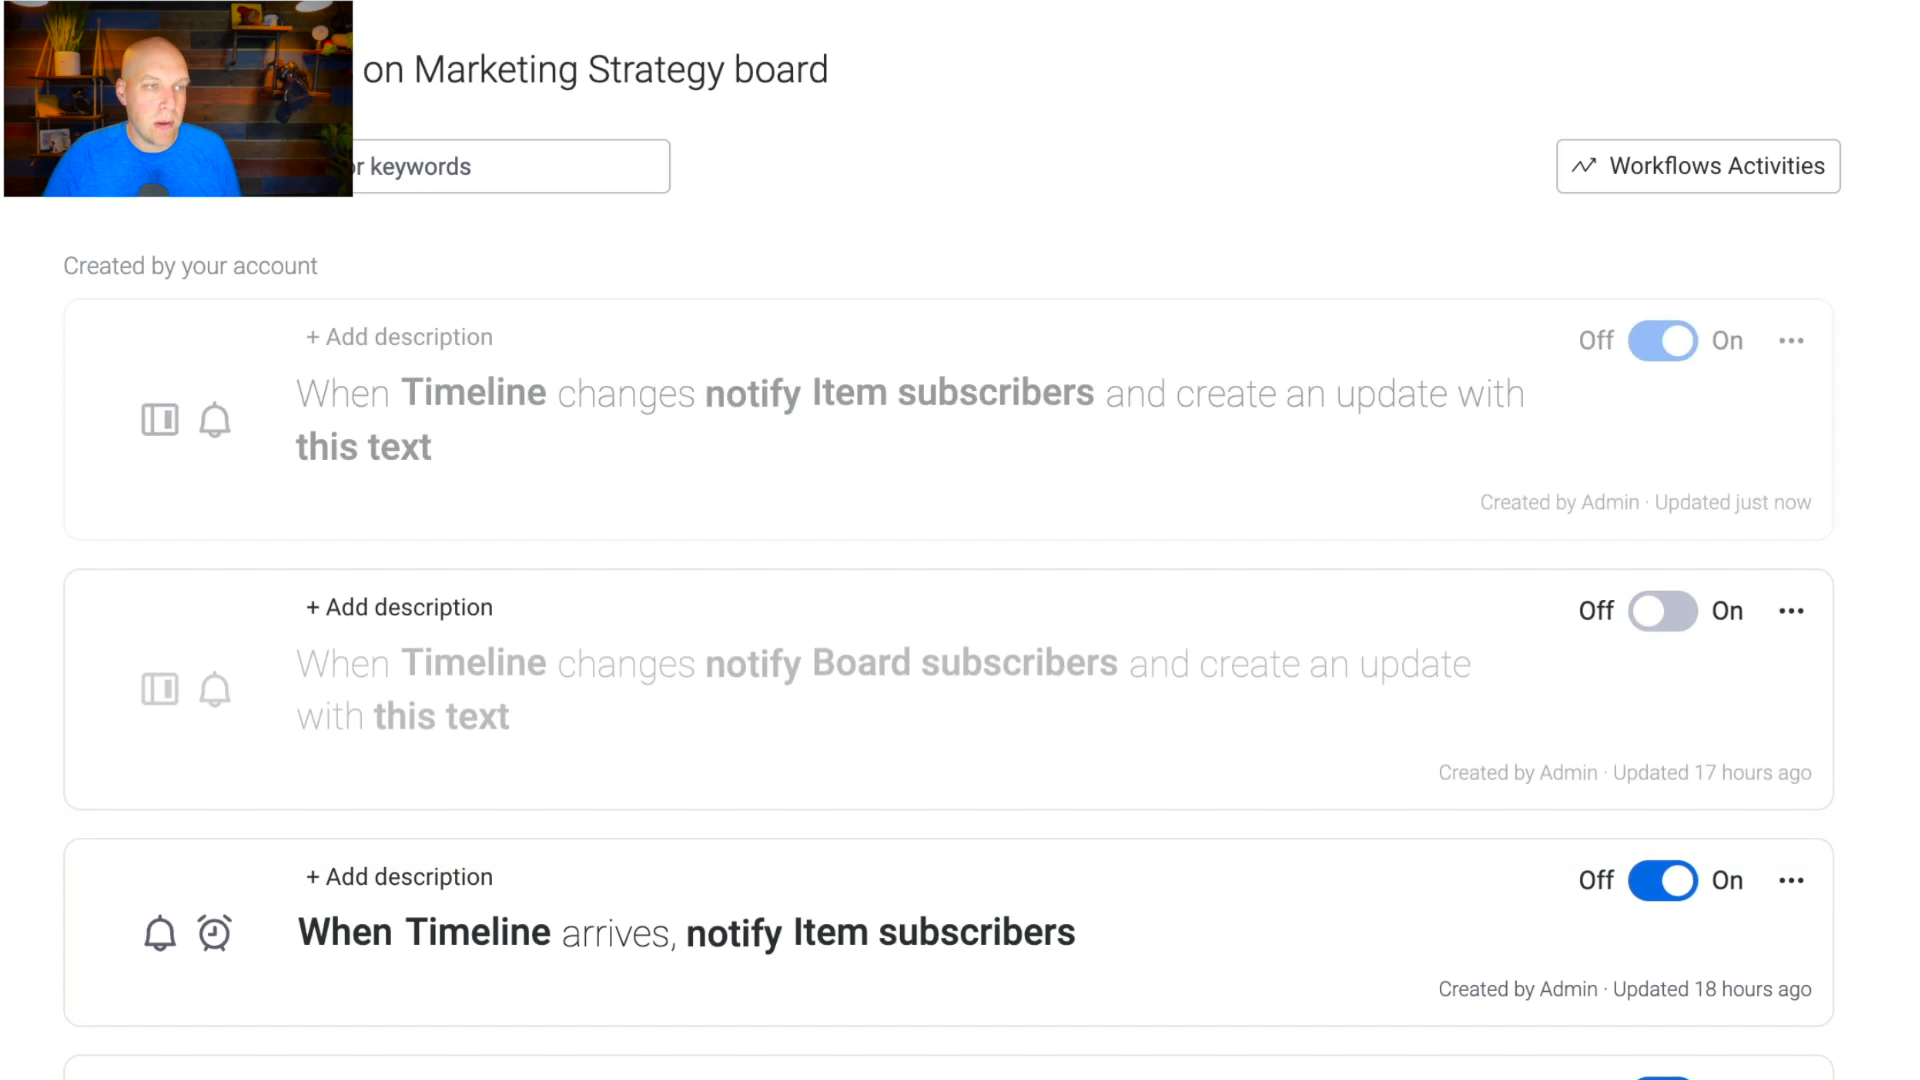 on Marketing Strategy board
or keywords
Workflows Activities
Created by your account
+ Add description
Off On
When Timeline changes notify Item subscribers and create an update with
this text
Created by Admin · Updated just now
+ Add description
Off On
When Timeline changes notify Board subscribers and create an update
with this text
Created by Admin · Updated 17 hours ago
+ Add description
Off On
When Timeline arrives, notify Item subscribers
Created by Admin · Updated 18 hours ago